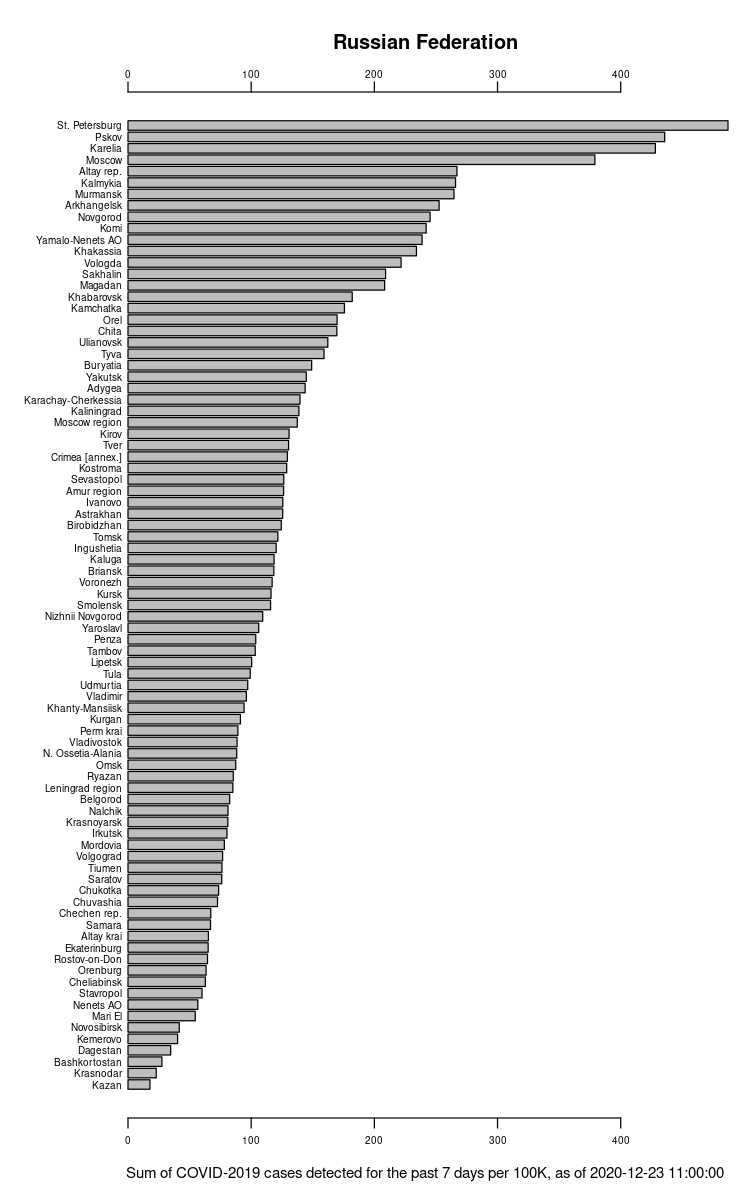 Russian Federation
0 100 200 300 400
St. Petersburg
Pskov
Karelia
Moscow
Altay rep.
Kalmykia
Murmansk
Arkhangelsk
Novgorod
Komi
Yamalo-Nenets AO
Khakassia
Vologda
Sakhalin
Magadan
Khabarovsk
Kamchatka
Orel
Chita
Ulianovsk
Tyva
Buryatia
Yakutsk
Adygea
Karachay-Cherkessia
Kaliningrad
Moscow region
Kirov
Tver
Crimea [annex.]
Kostroma
Sevastopol
Amur region
Ivanovo
Astrakhan
Birobidzhan
Tomsk
Ingushetia
Kaluga
Briansk
Voronezh
Kursk
Smolensk
Nizhnii Novgorod
Yaroslavl
Penza
Tambov
Lipetsk
Tula
Udmurtia
Vladimir
Khanty-Mansiisk
Kurgan
Perm krai
Vladivostok
N. Ossetia-Alania
Omsk
Ryazan
Leningrad region
Belgorod
Nalchik
Krasnoyarsk
Irkutsk
Mordovia
Volgograd
Tiumen
Saratov
Chukotka
Chuvashia
Chechen rep.
Samara
Altay krai
Ekaterinburg
Rostov-on-Don
Orenburg
Cheliabinsk
Stavropol
Nenets AO
Mari El
Novosibirsk
Kemerovo
Dagestan
Bashkortostan
Krasnodar
Kazan
0 100 200 300 400
Sum of COVID-2019 cases detected for the past 7 days per 100K, as of 2020-12-23 11:00:00